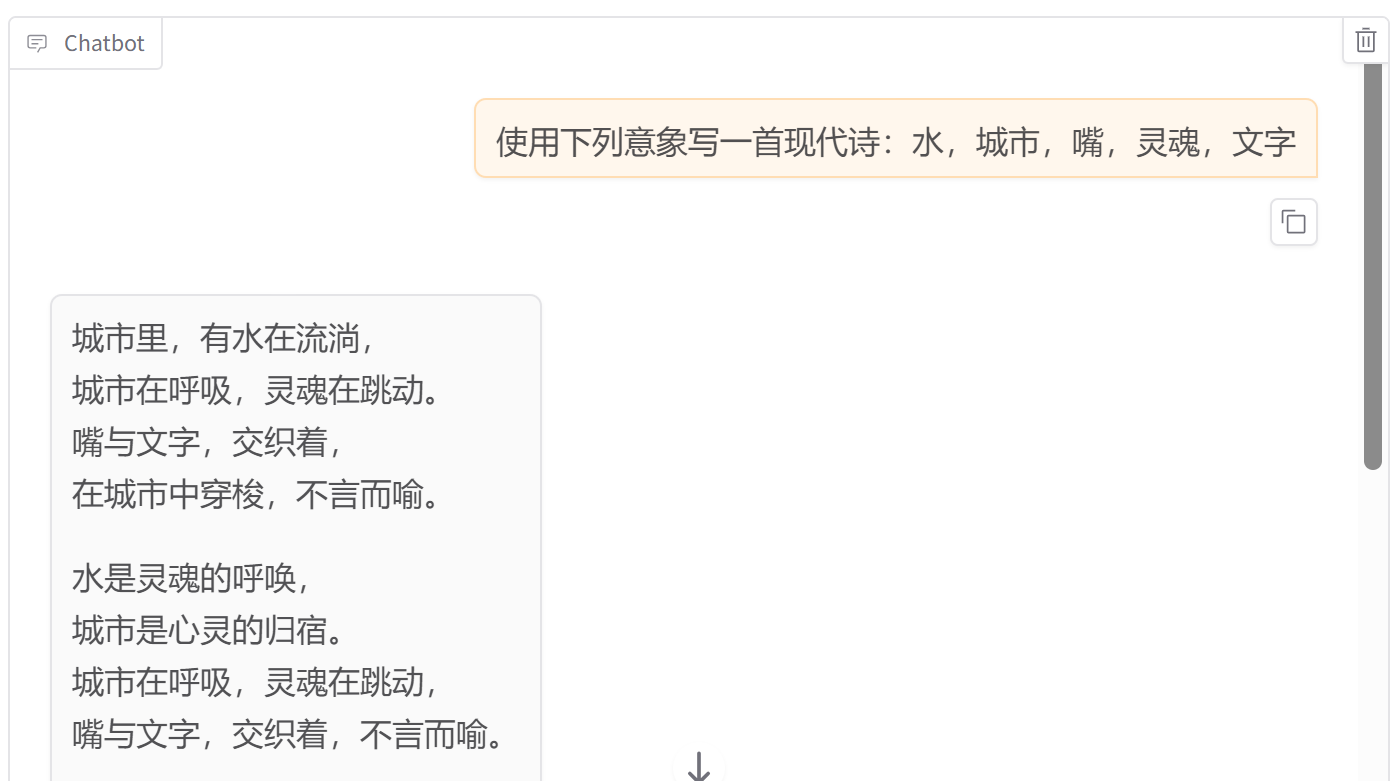 Chatbot
使用下列意象写一首现代诗：水，城市，嘴，灵魂，文字
城市里，有水在流淌，
城市在呼吸，灵魂在跳动。
嘴与文字，交织着，
在城市中穿梭，不言而喻。
水是灵魂的呼唤，
城市是心灵的归宿。
城市在呼吸，灵魂在跳动，
嘴与文字，交织着，不言而喻。